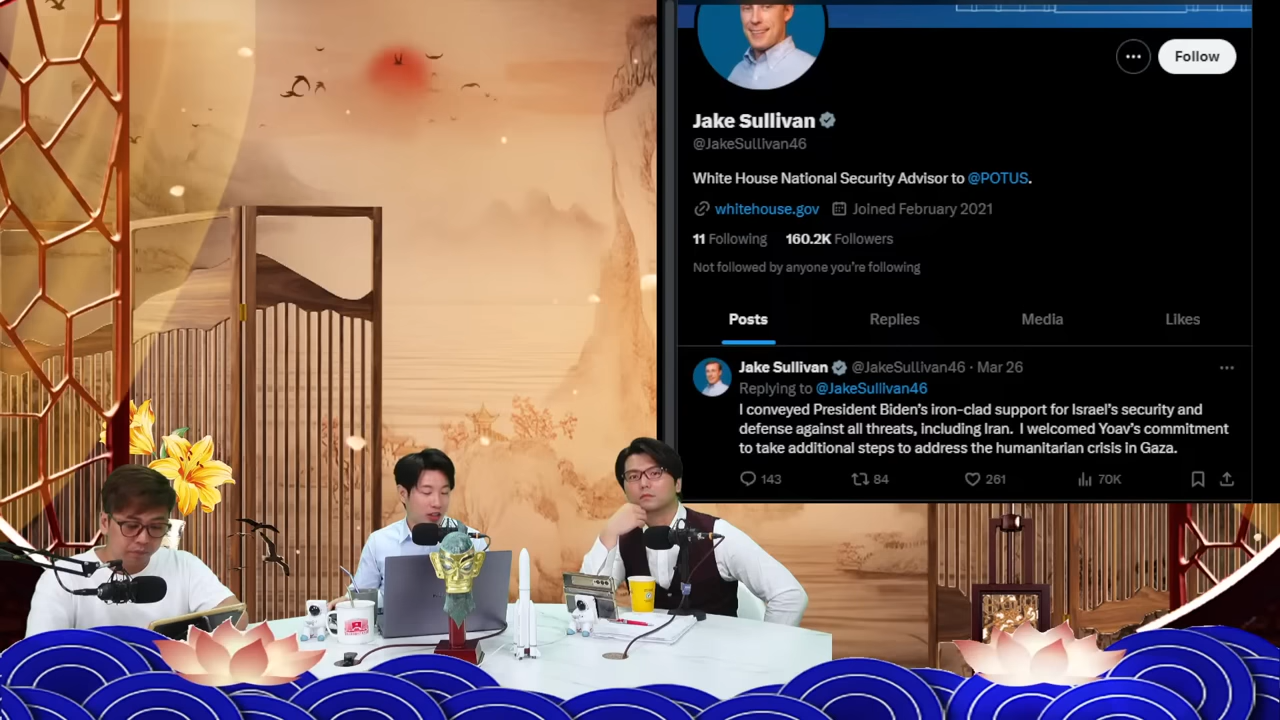 Follow
Jake Sullivan
@JakeSullivan46
White House National Security Advisor to @POTUS.
whitehouse.gov Joined February 2021
11 Following 160.2K Followers
Not followed by anyone you’re following
Posts Replies Media Likes
Jake Sullivan @JakeSullivan46 · Mar 26
Replying to @JakeSullivan46
I conveyed President Biden’s iron-clad support for Israel’s security and
defense against all threats, including Iran. I welcomed Yoav’s commitment
to take additional steps to address the humanitarian crisis in Gaza.
143 84 261 70K